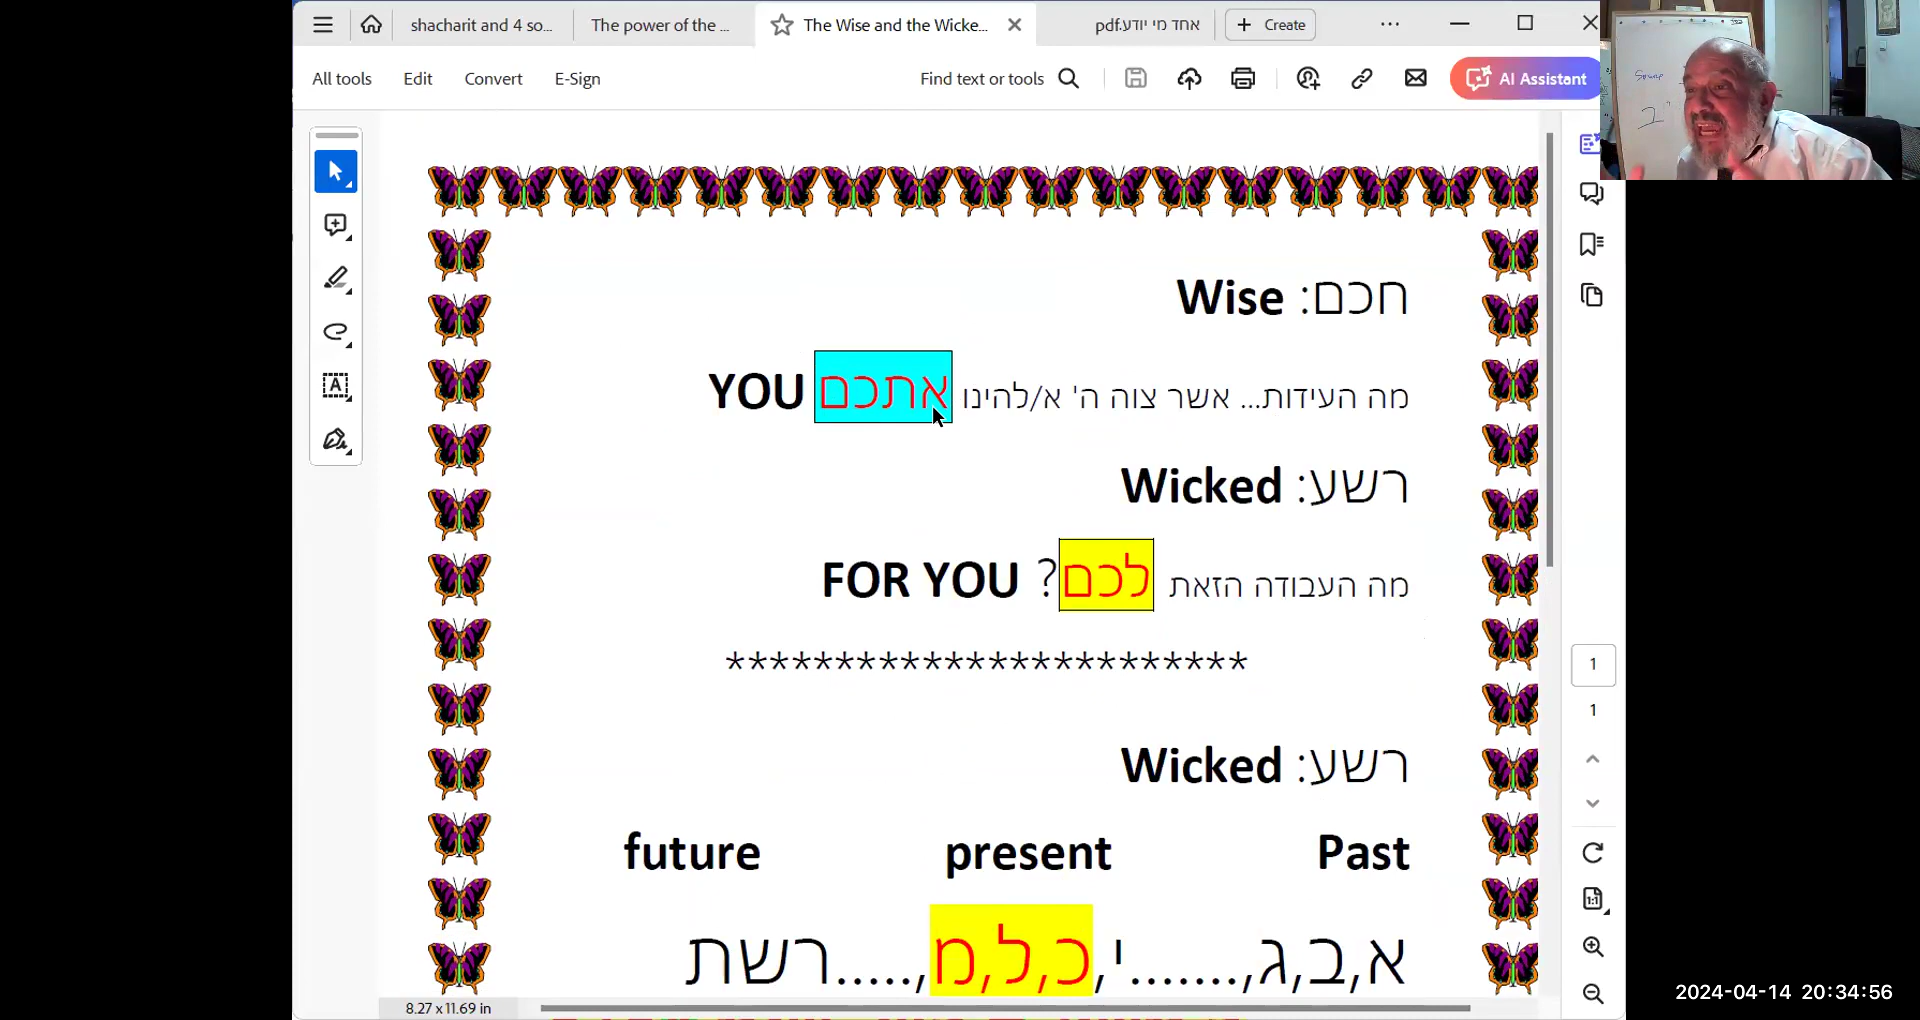 shacharit and 4 so...
The power of the ...
The Wise and the Wicke...
אחד מי יודע.pdf
+ Create
All tools
Edit
Convert
E-Sign
Find text or tools
AI Assistant
חכם: Wise
מה העידות... אשר צוה ה' א/להינו אתכם YOU
רשע: Wicked
מה העבודה הזאת לכם? FOR YOU
************************
רשע: Wicked
Past present future
א,ב,ג,.......י,כ,ל,מ,.....רשת
8.27 x 11.69 in
1
1
2024-04-14 20:34:56